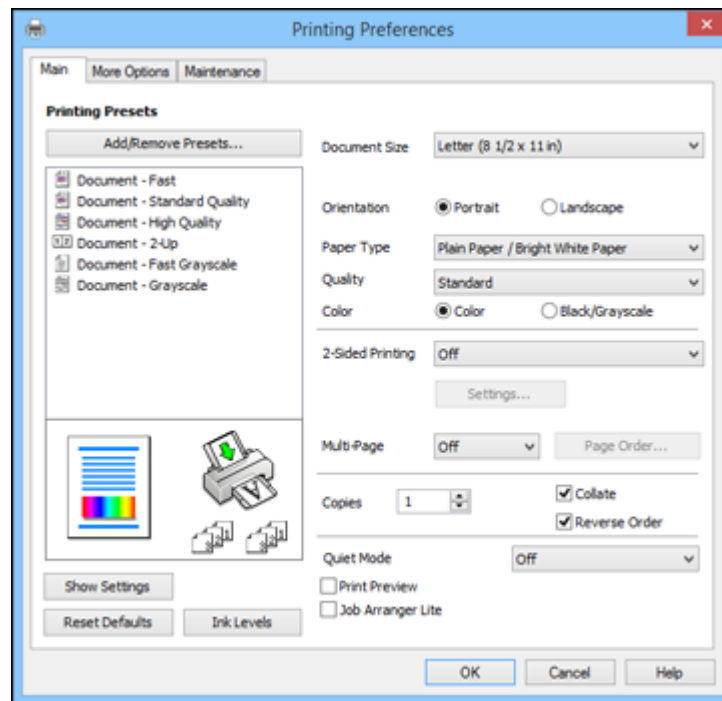 Printing Preferences
Main
More Options
Maintenance
Printing Presets
Add/Remove Presets...
Document - Fast
Document - Standard Quality
Document - High Quality
Document - 2-Up
Document - Fast Grayscale
Document - Grayscale
Show Settings
Reset Defaults
Ink Levels
Document Size
Letter (8 1/2 x 11 in)
Orientation
Portrait
Landscape
Paper Type
Plain Paper / Bright White Paper
Quality
Standard
Color
Color
Black/Grayscale
2-Sided Printing
Off
Settings...
Multi-Page
Off
Page Order...
Copies
1
Collate
Reverse Order
Quiet Mode
Off
Print Preview
Job Arranger Lite
OK
Cancel
Help